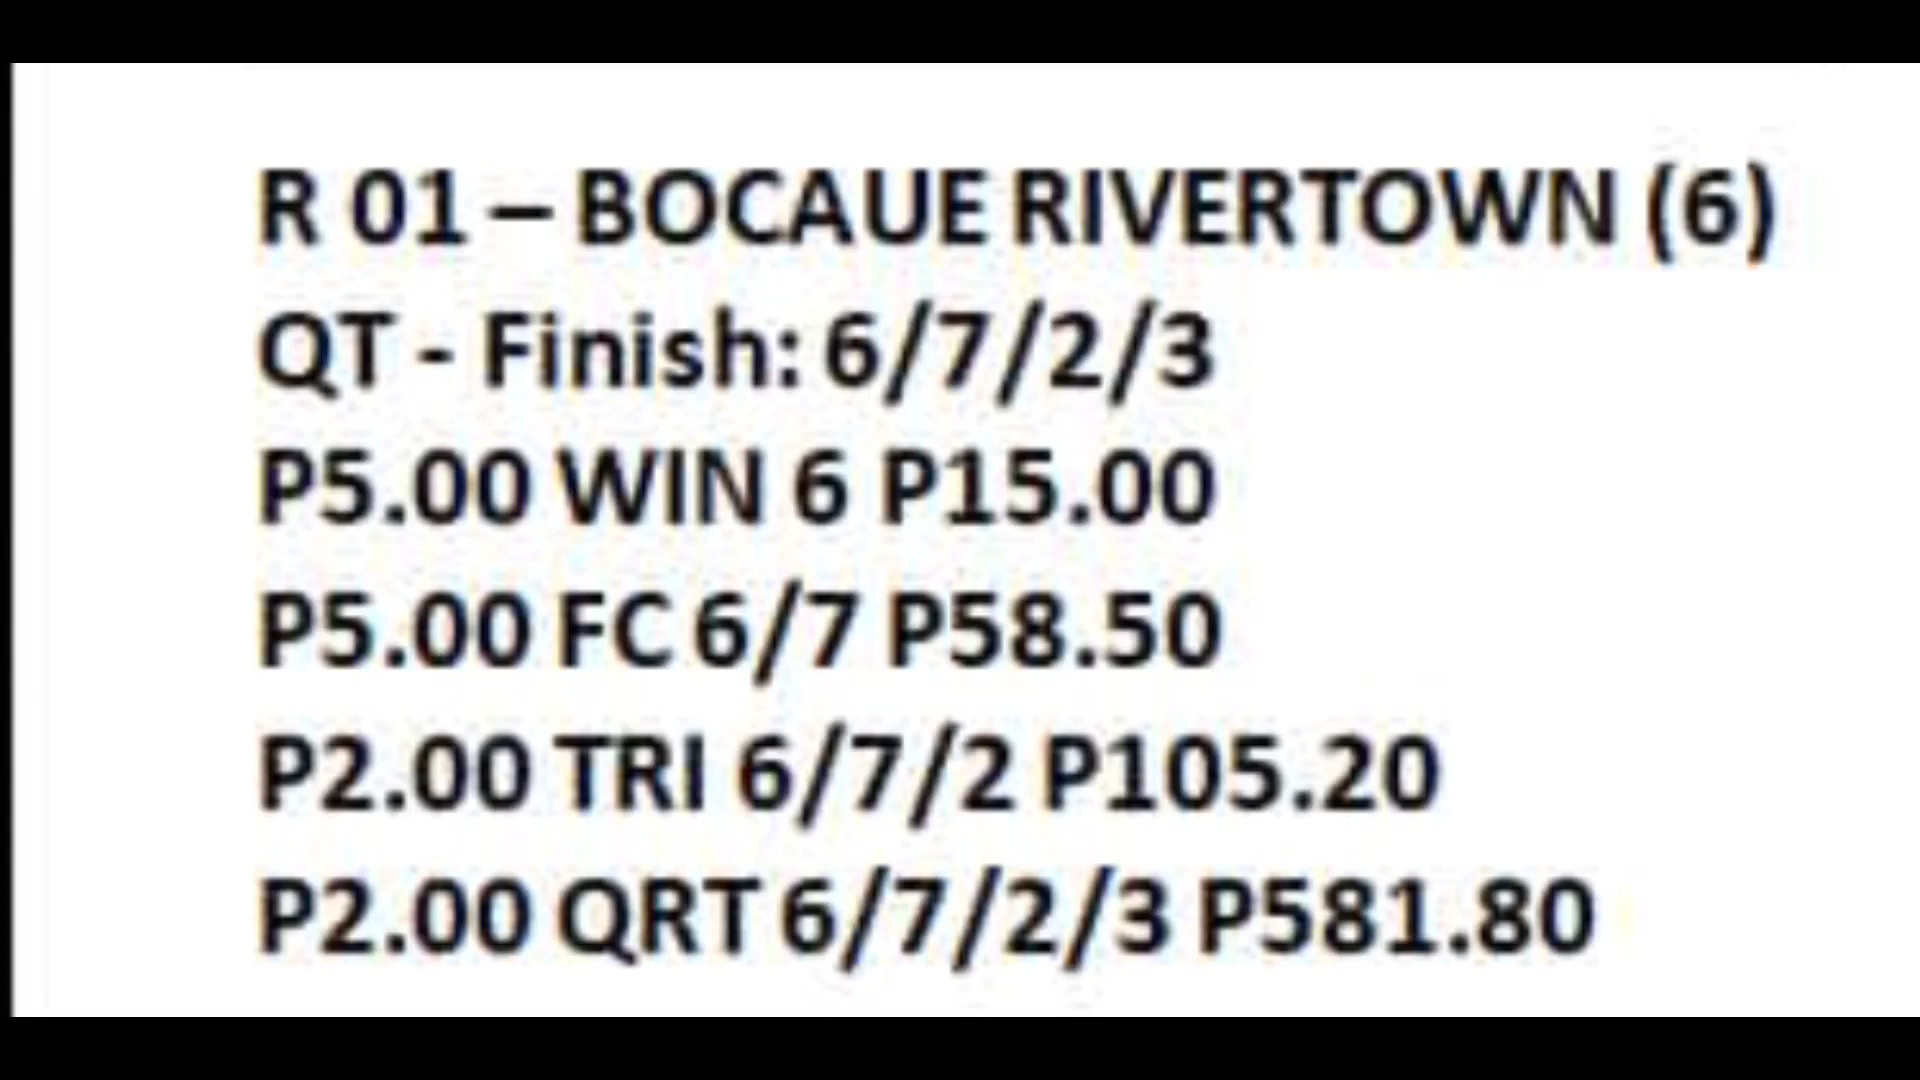 R 01 – BOCAUE RIVERTOWN (6)
QT - Finish: 6/7/2/3
P5.00 WIN 6 P15.00
P5.00 FC 6/7 P58.50
P2.00 TRI 6/7/2 P105.20
P2.00 QRT 6/7/2/3 P581.80